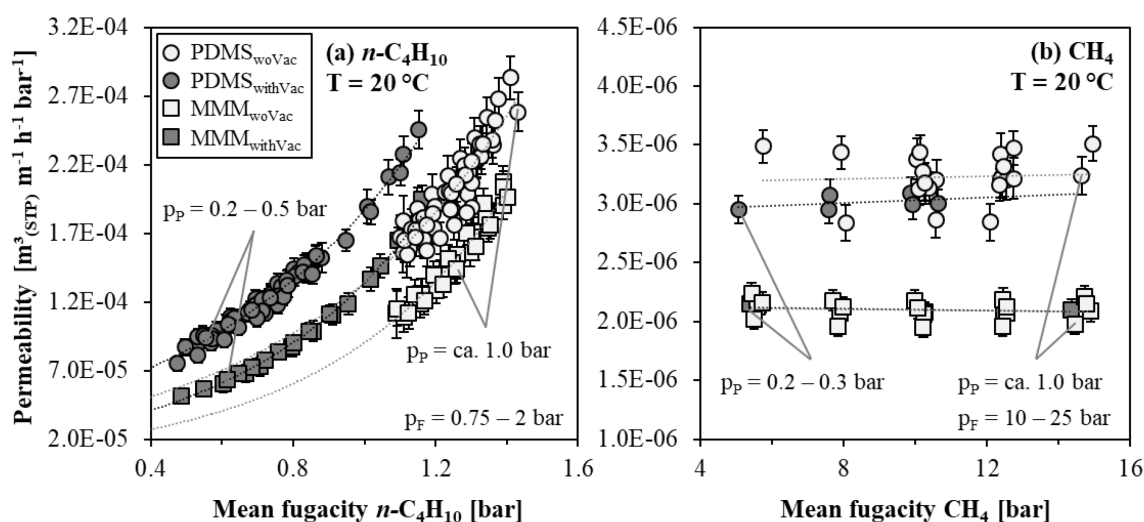 3.2E-04
2.7E-04
2.2E-04
1.7E-04
1.2E-04
7.0E-05
2.0E-05
Permeability [m³(STP) m-1 h-1 bar-1]
PDMSwoVac
PDMSwithVac
MMMwoVac
MMMwithVac
(a) n-C4H10
T = 20 °C
pP = 0.2 – 0.5 bar
pP = ca. 1.0 bar
pF = 0.75 – 2 bar
0.4 0.8 1.2 1.6
Mean fugacity n-C4H10 [bar]
4.5E-06
4.0E-06
3.5E-06
3.0E-06
2.5E-06
2.0E-06
1.5E-06
1.0E-06
(b) CH4
T = 20 °C
pP = 0.2 – 0.3 bar
pP = ca. 1.0 bar
pF = 10 – 25 bar
4 8 12 16
Mean fugacity CH4 [bar]